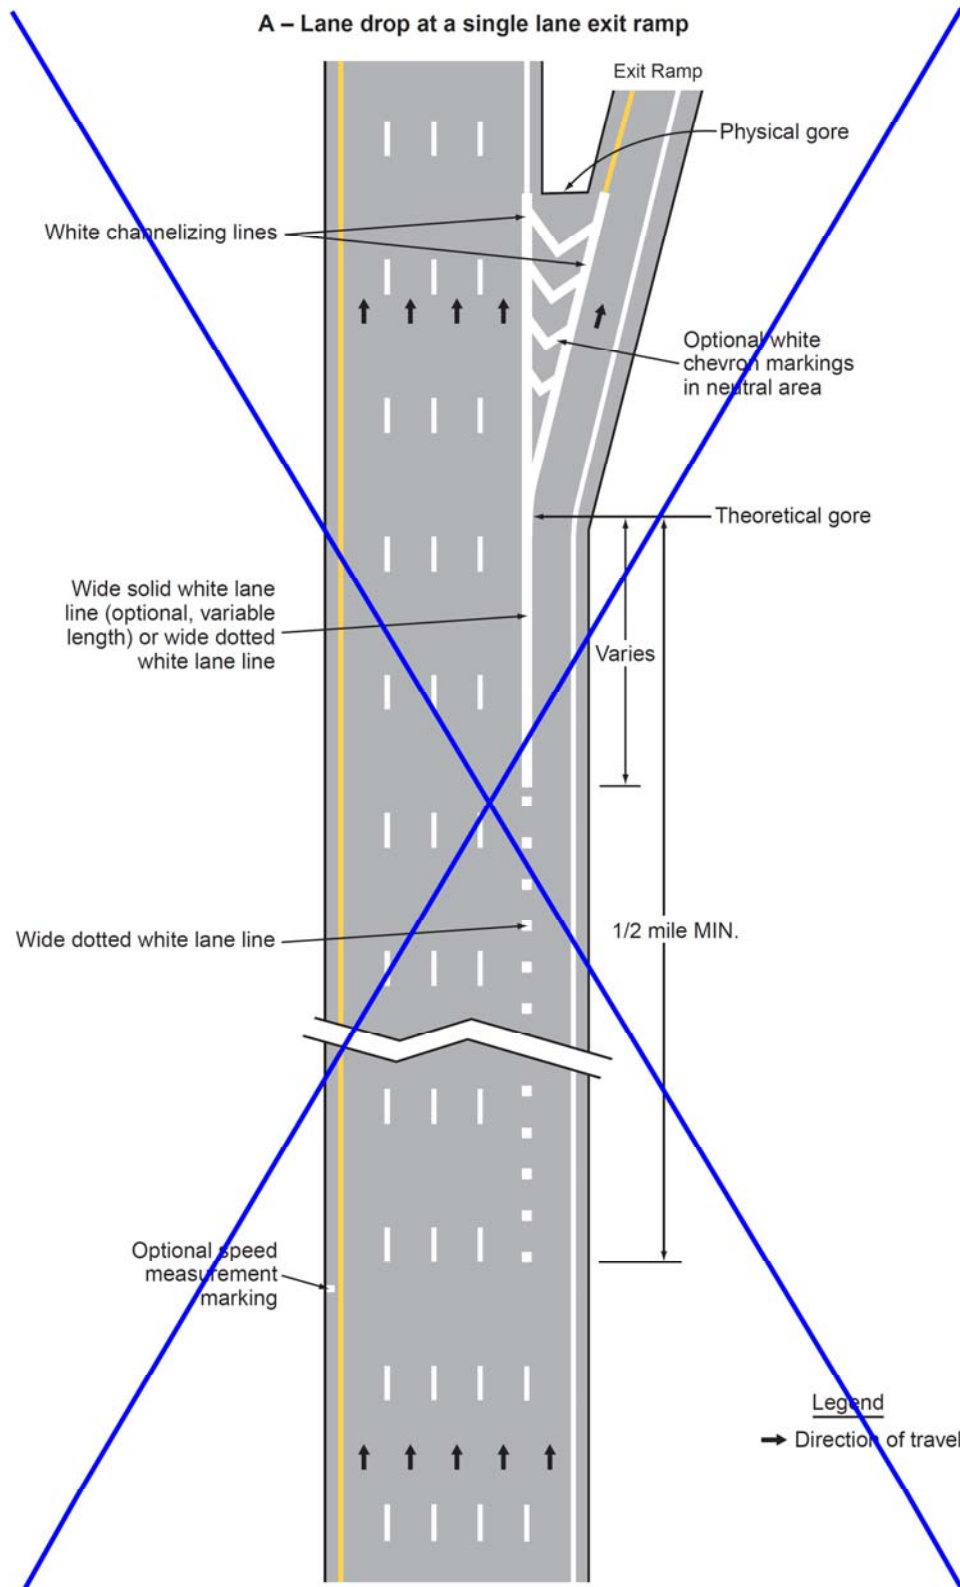 A – Lane drop at a single lane exit ramp
Exit Ramp
Physical gore
White channelizing lines
Optional white
chevron markings
in neutral area
Theoretical gore
Wide solid white lane
line (optional, variable
length) or wide dotted
white lane line
Varies
Wide dotted white lane line
1/2 mile MIN.
Optional speed
measurement
marking
Legend
Direction of travel